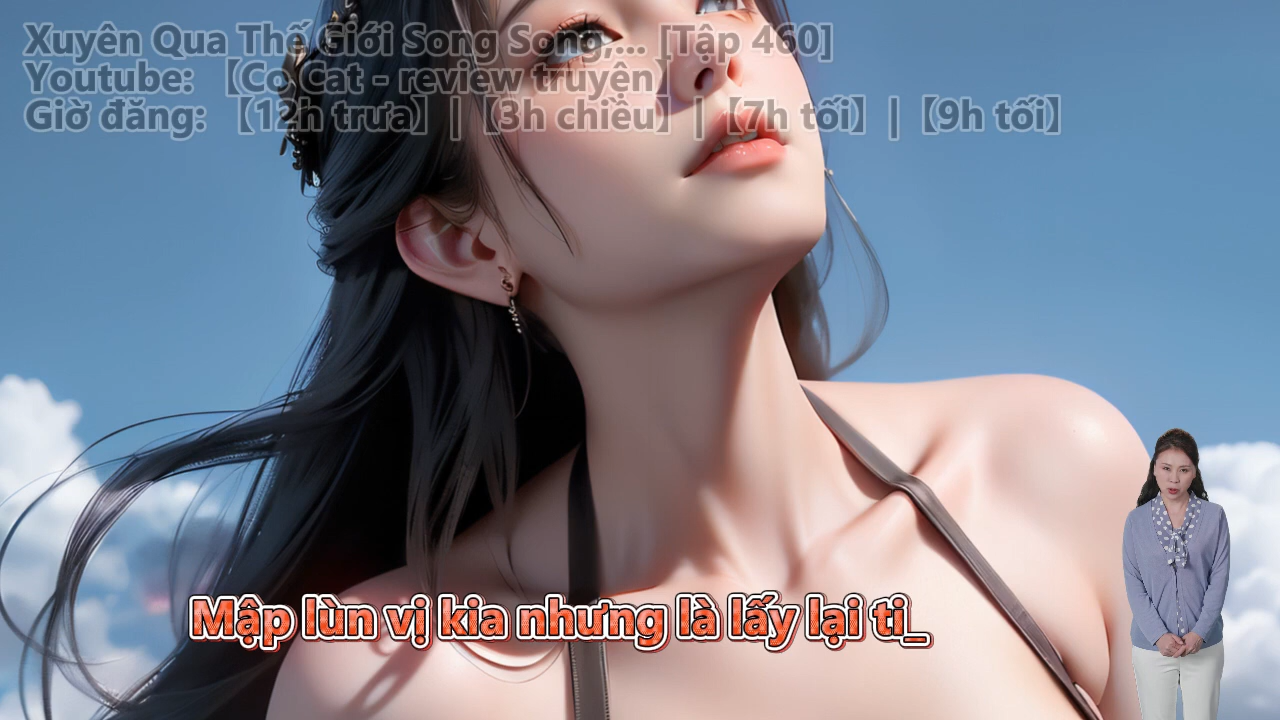 Xuyên Qua Thế Giới Song Song,... [Tập 460]
Youtube: 【Cơ Cat - review truyện】
Giờ đăng: 【12h trưa】 | 【3h chiều】 | 【7h tối】 | 【9h tối】
Mập lùn vị kia nhưng là lấy lại ti_